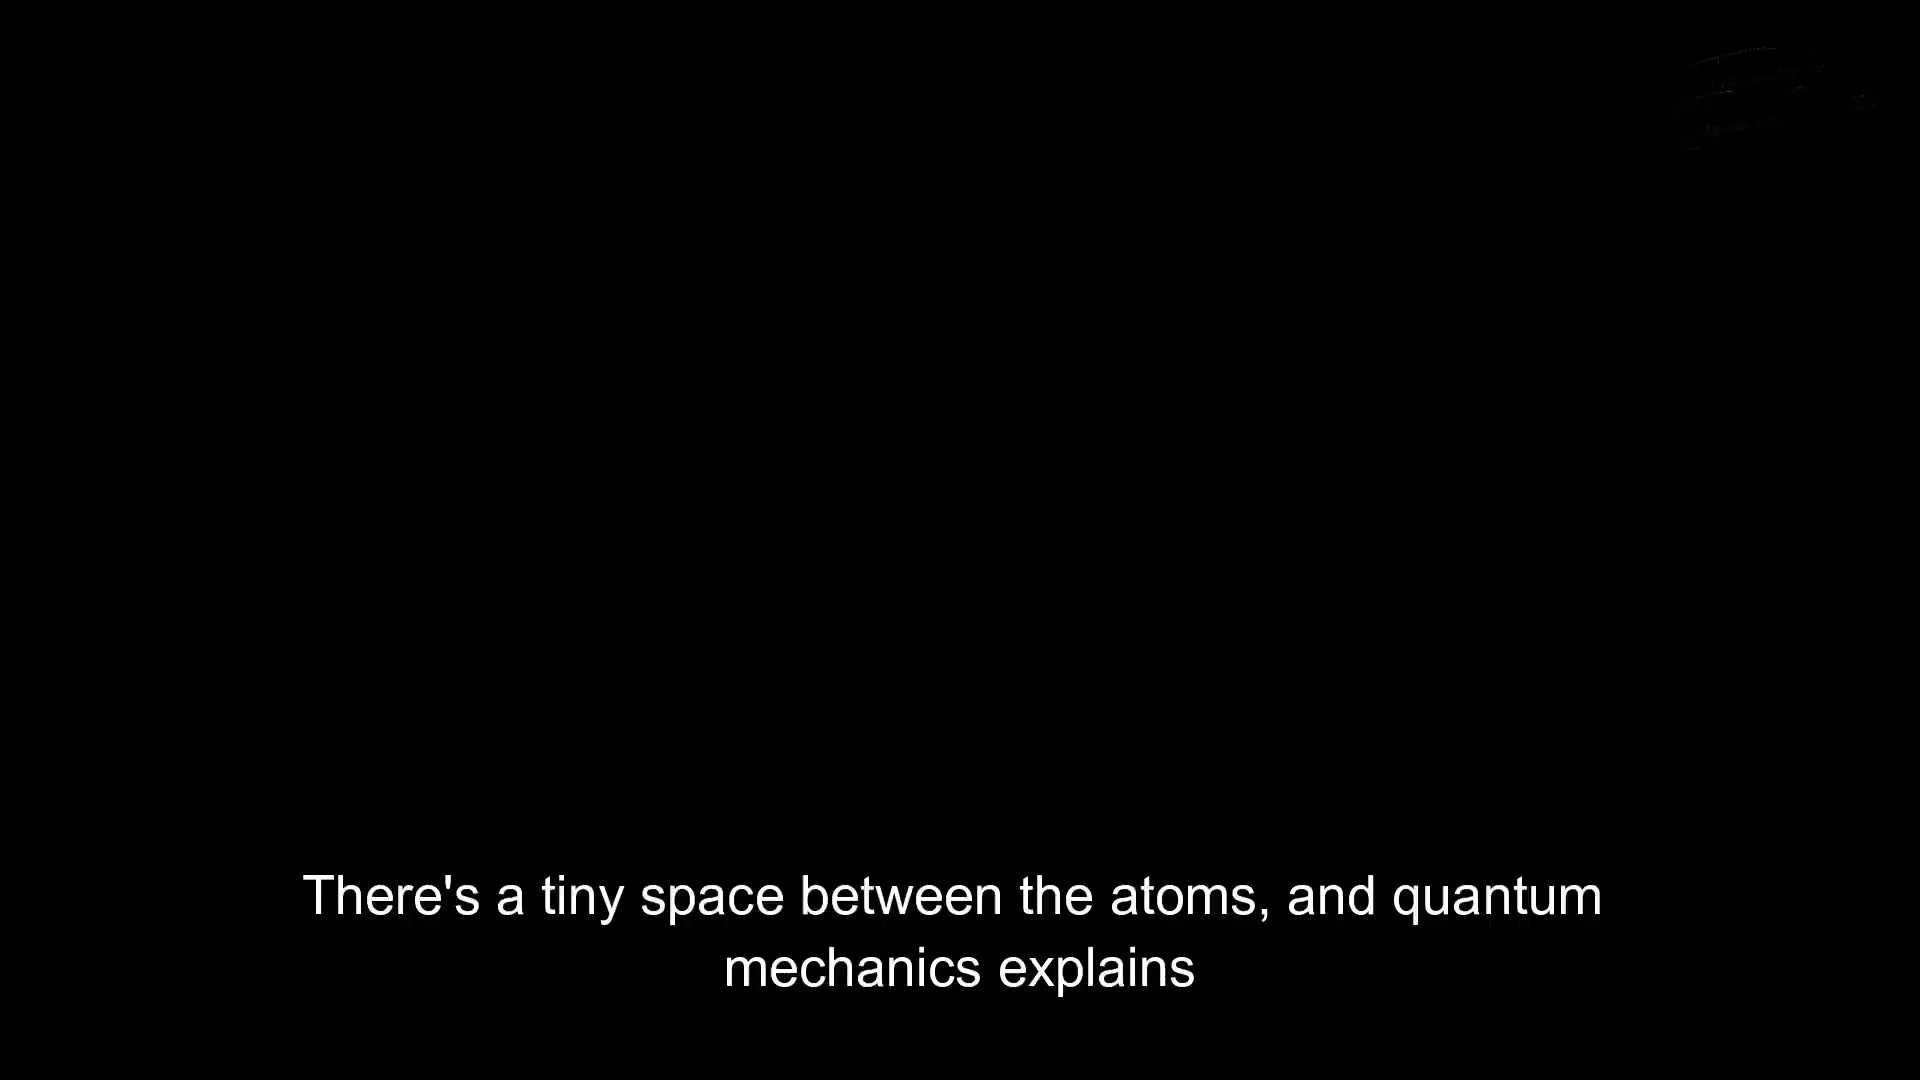 There's a tiny space between the atoms, and quantum
mechanics explains